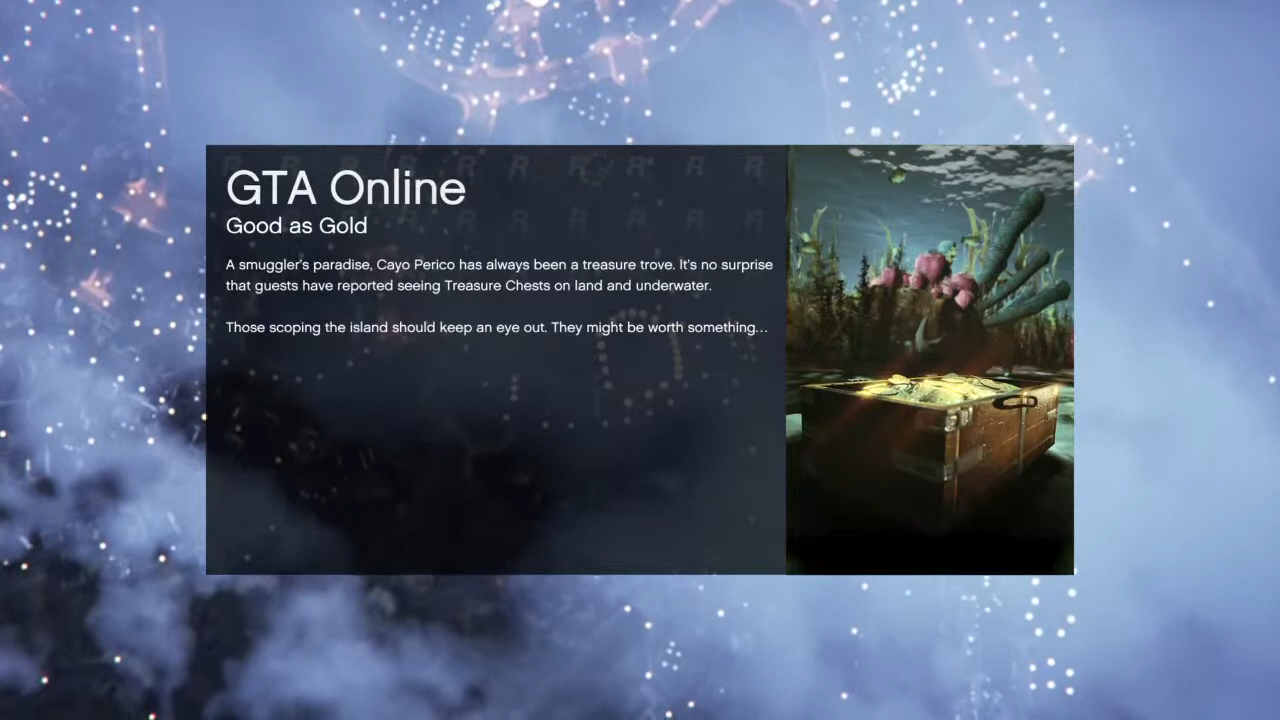 GTA Online
Good as Gold
A smuggler's paradise, Cayo Perico has always been a treasure trove. It's no surprise
that guests have reported seeing Treasure Chests on land and underwater.
Those scoping the island should keep an eye out. They might be worth something...